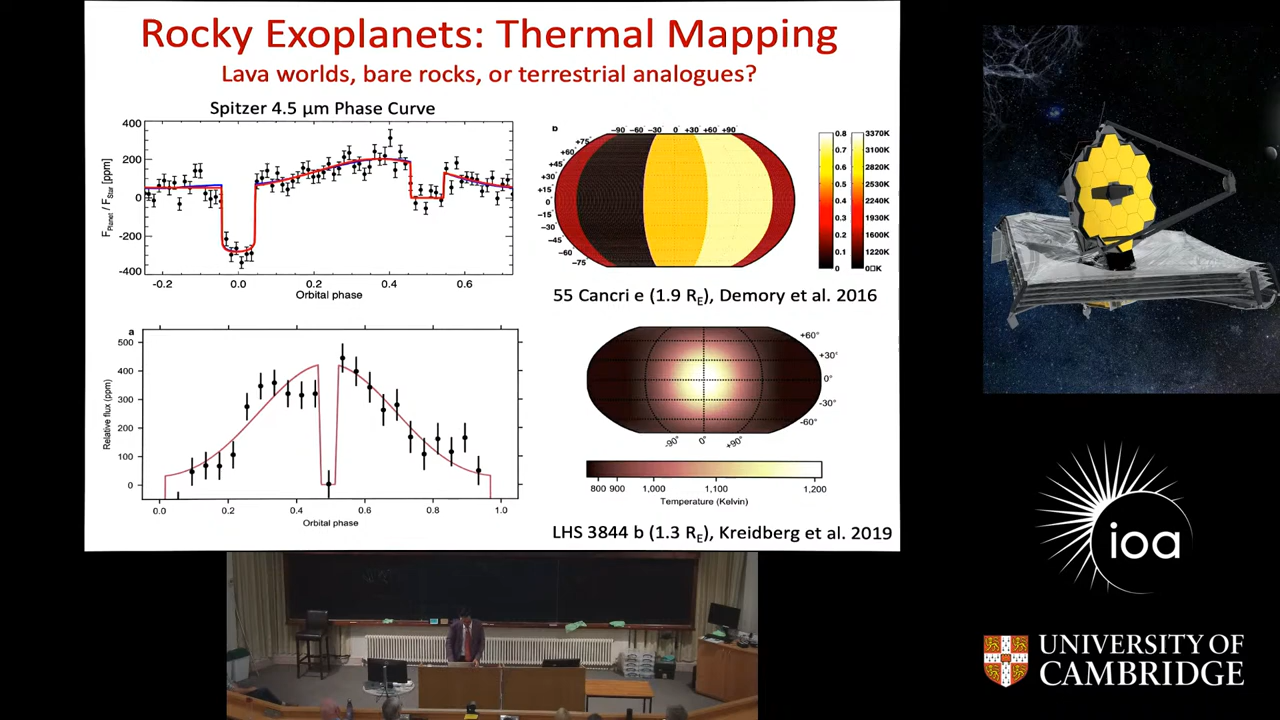 Rocky Exoplanets: Thermal Mapping
Lava worlds, bare rocks, or terrestrial analogues?
Spitzer 4.5 µm Phase Curve
400
200
0
-200
-400
F_Planet / F_Star [ppm]
-0.2 0.0 0.2 0.4 0.6
Orbital phase
D
-90° -60° -30° 0° +30° +60° +90°
+75°
+60
+45
+30
+15
0
-15
-30
-45
-60
-75
0.8
0.7
0.6
0.5
0.4
0.3
0.2
0.1
0
3370K
3100K
2820K
2530K
2240K
1930K
1600K
1220K
0□K
55 Cancri e (1.9 R_E), Demory et al. 2016
a
500
400
300
200
100
0
Relative flux (ppm)
0.0 0.2 0.4 0.6 0.8 1.0
Orbital phase
+60°
+30°
0°
-30°
-60°
-90° 0° +90°
800 900 1,000 1,100 1,200
Temperature (Kelvin)
LHS 3844 b (1.3 R_E), Kreidberg et al. 2019
ioa
UNIVERSITY OF
CAMBRIDGE